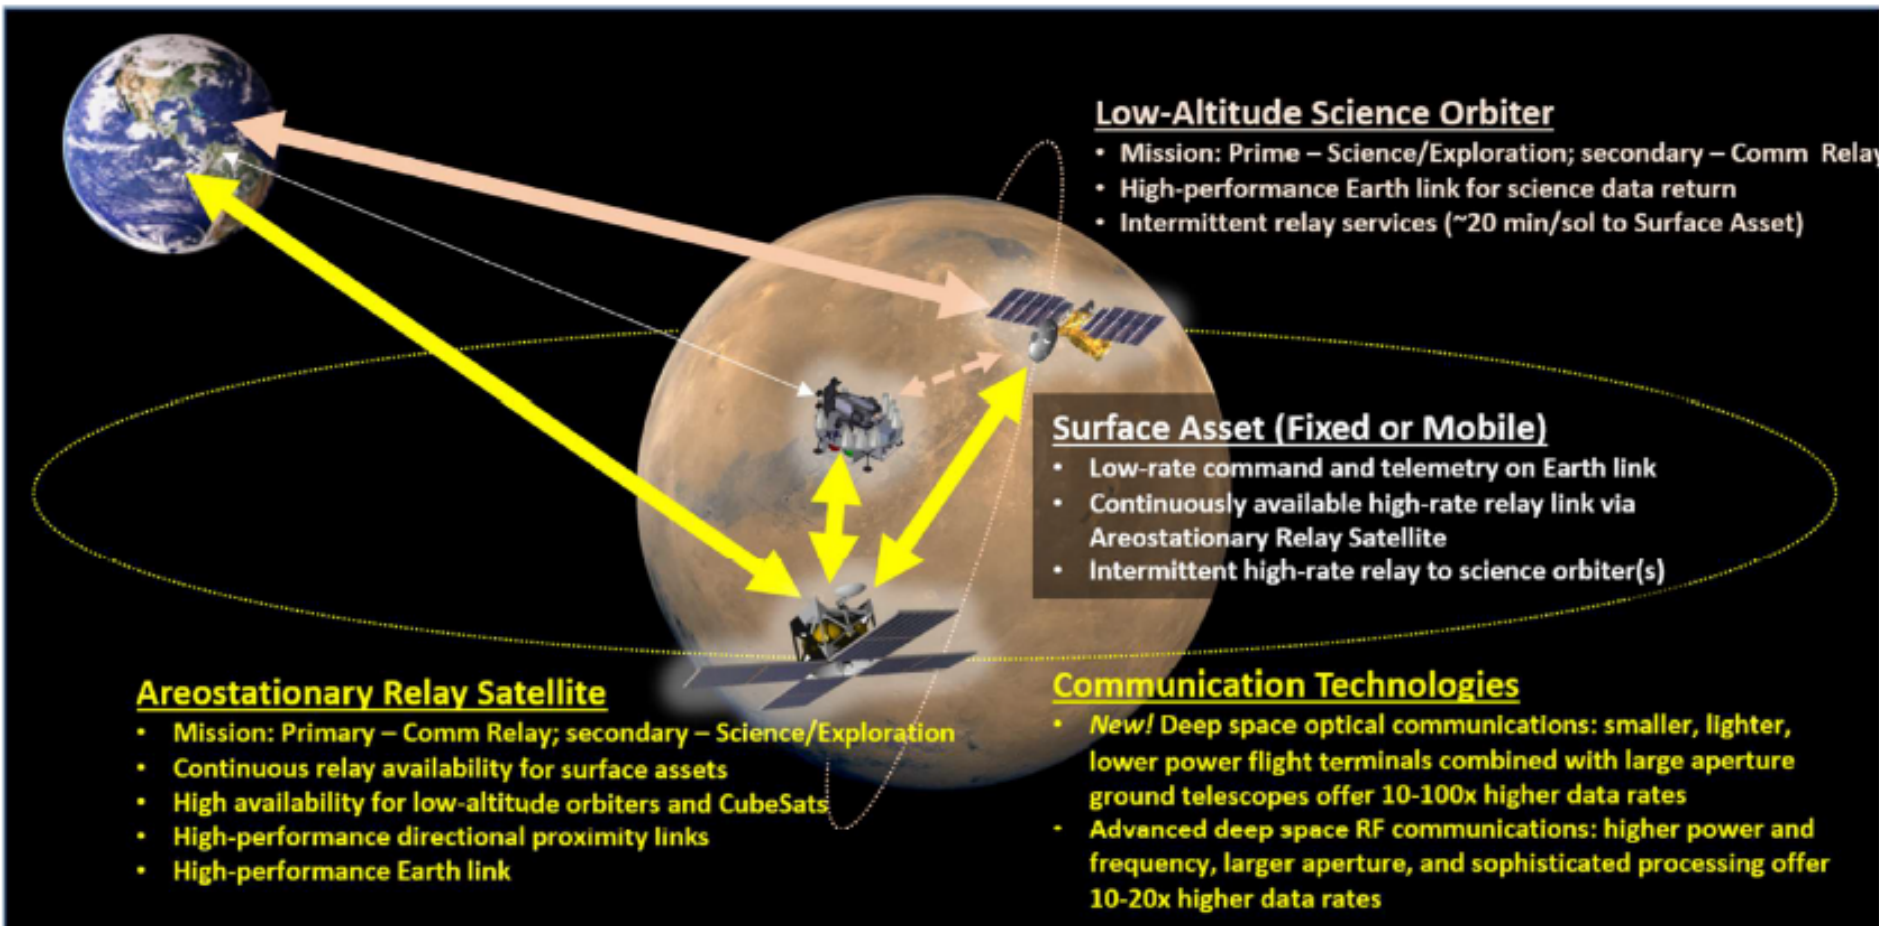 Low-Altitude Science Orbiter
• Mission: Prime – Science/Exploration; secondary – Comm Relay
• High-performance Earth link for science data return
• Intermittent relay services (~20 min/sol to Surface Asset)
Surface Asset (Fixed or Mobile)
• Low-rate command and telemetry on Earth link
• Continuously available high-rate relay link via
Areostationary Relay Satellite
• Intermittent high-rate relay to science orbiter(s)
Areostationary Relay Satellite
• Mission: Primary – Comm Relay; secondary – Science/Exploration
• Continuous relay availability for surface assets
• High availability for low-altitude orbiters and CubeSats
• High-performance directional proximity links
• High-performance Earth link
Communication Technologies
• New! Deep space optical communications: smaller, lighter,
lower power flight terminals combined with large aperture
ground telescopes offer 10-100x higher data rates
• Advanced deep space RF communications: higher power and
frequency, larger aperture, and sophisticated processing offer
10-20x higher data rates